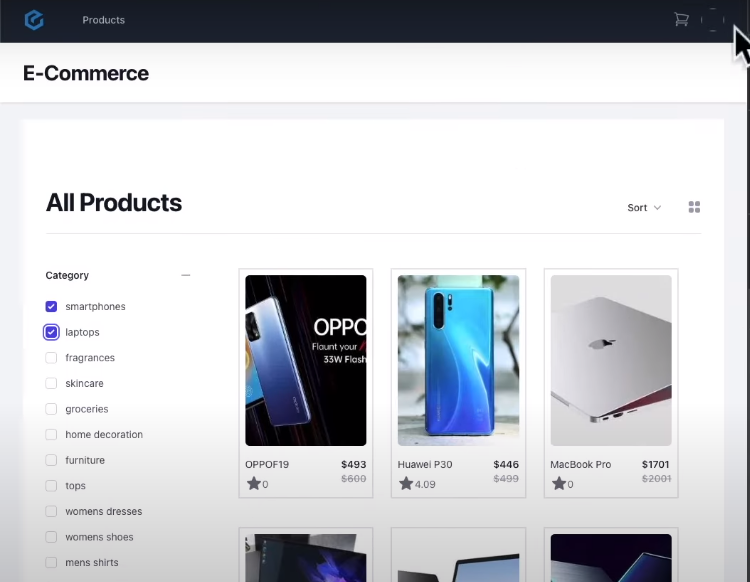 Products
E-Commerce
All Products
Sort
Category
smartphones
laptops
fragrances
skincare
groceries
home decoration
furniture
tops
womens dresses
womens shoes
mens shirts
OPPO
Flaunt your
33W Flash
OPPOF19 $493
0 $600
Huawei P30 $446
4.09 $499
MacBook Pro $1701
0 $2001